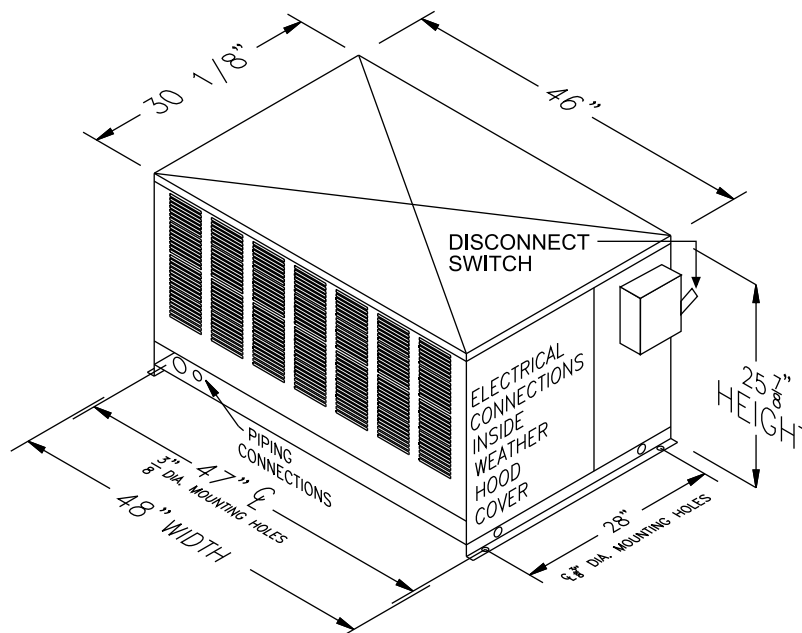 30 1/8"
46"
DISCONNECT
SWITCH
ELECTRICAL
CONNECTIONS
INSIDE
WEATHER
HOOD
COVER
25 7/8"
HEIGHT
PIPING
CONNECTIONS
47" ℄
3/8" DIA. MOUNTING HOLES
48" WIDTH
28"
℄ 3/8" DIA. MOUNTING HOLES